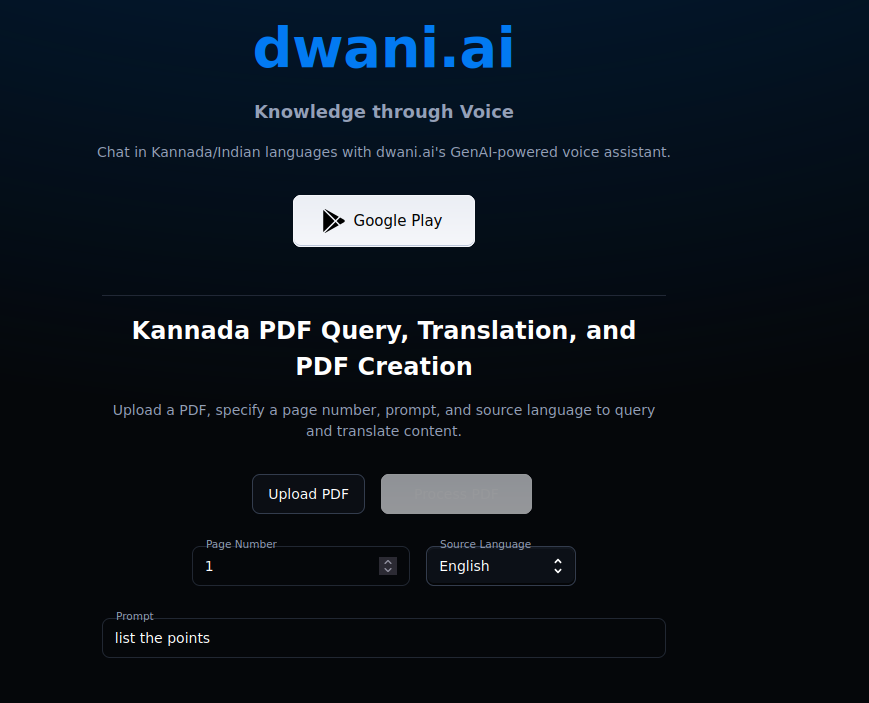 dwani.ai
Knowledge through Voice
Chat in Kannada/Indian languages with dwani.ai's GenAI-powered voice assistant.
Google Play
Kannada PDF Query, Translation, and
PDF Creation
Upload a PDF, specify a page number, prompt, and source language to query
and translate content.
Upload PDF
Page Number
Source Language
1
English
Prompt
list the points